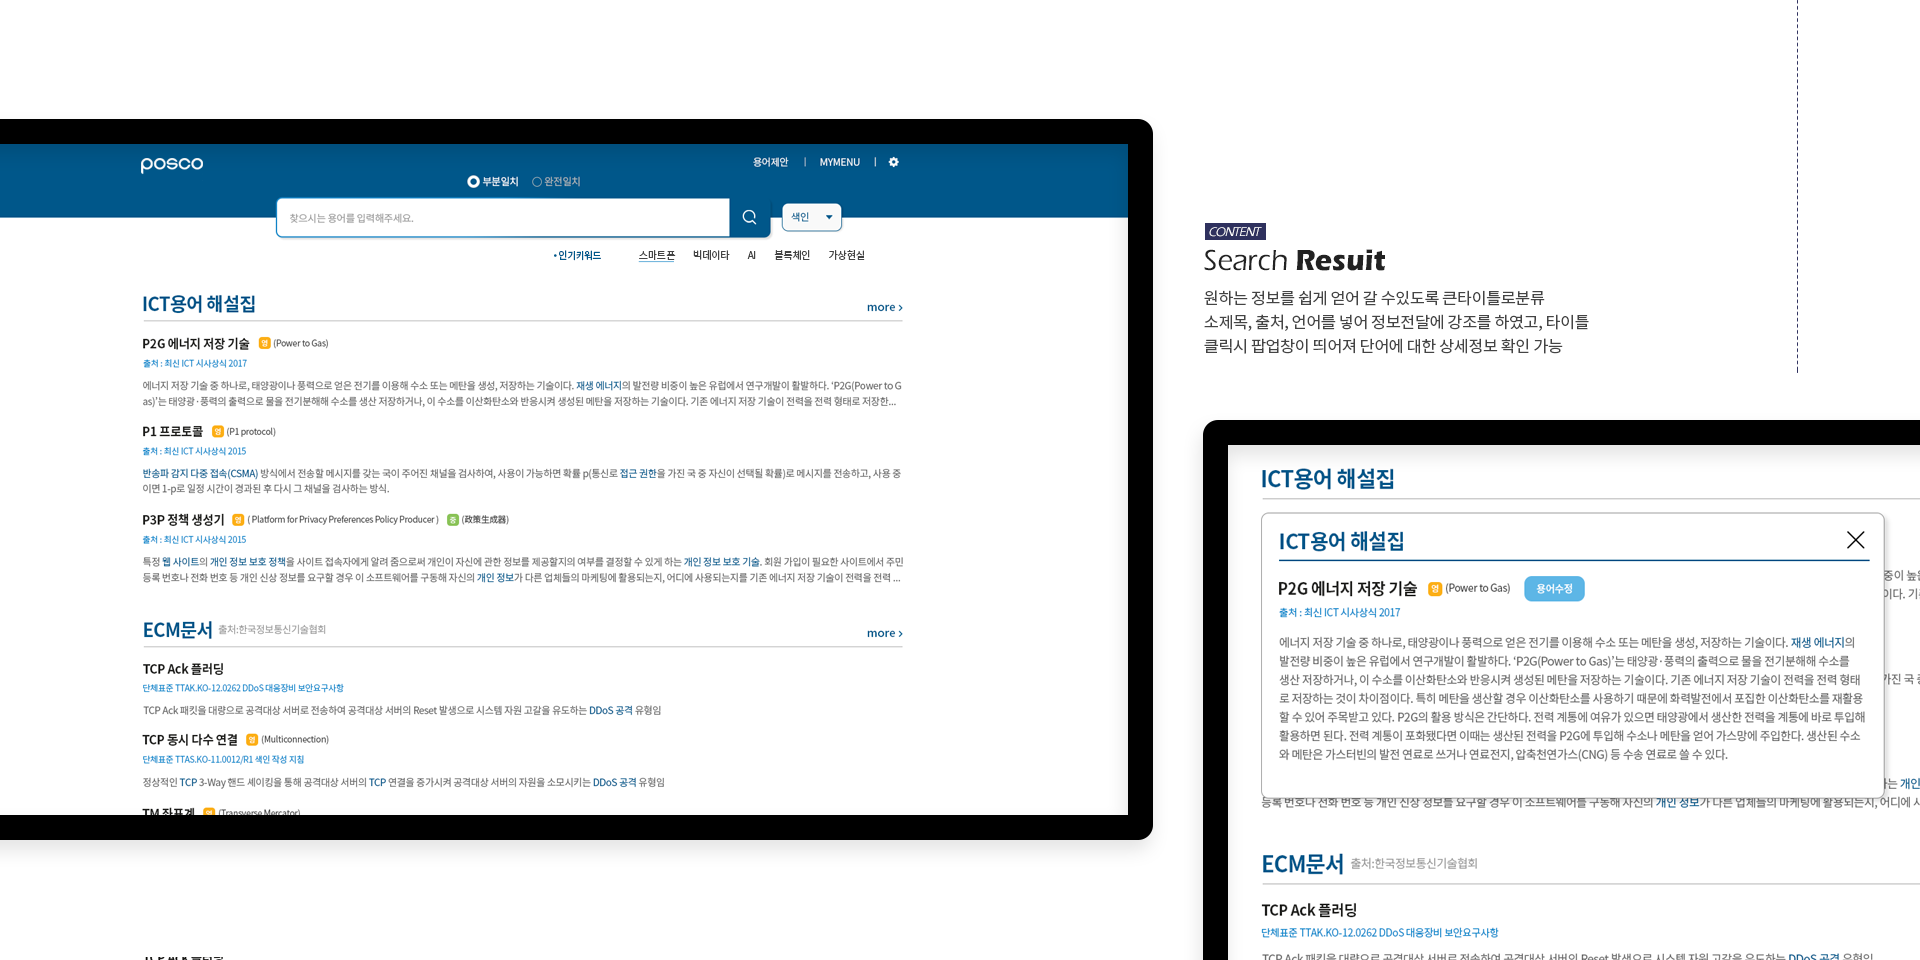 posco
용어제안 | MYMENU |
부분일치 완전일치
찾으시는 용어를 입력해주세요.
색인
•인기키워드 스마트폰 빅데이타 AI 블록체인 가상현실
ICT용어 해설집
more ›
P2G 에너지 저장 기술 영 (Power to Gas)
출처 : 최신 ICT 시사상식 2017
에너지 저장 기술 중 하나로, 태양광이나 풍력으로 얻은 전기를 이용해 수소 또는 메탄을 생성, 저장하는 기술이다. 재생 에너지의 발전량 비중이 높은 유럽에서 연구개발이 활발하다. ‘P2G(Power to G
as)’는 태양광·풍력의 출력으로 물을 전기분해해 수소를 생산 저장하거나, 이 수소를 이산화탄소와 반응시켜 생성된 메탄을 저장하는 기술이다. 기존 에너지 저장 기술이 전력을 전력 형태로 저장한...
P1 프로토콜 영 (P1 protocol)
출처 : 최신 ICT 시사상식 2015
반송파 감지 다중 접속(CSMA) 방식에서 전송할 메시지를 갖는 국이 주어진 채널을 검사하여, 사용이 가능하면 확률 p(통신로 접근 권한을 가진 국 중 자신이 선택될 확률)로 메시지를 전송하고, 사용 중
이면 1-p로 일정 시간이 경과된 후 다시 그 채널을 검사하는 방식.
P3P 정책 생성기 영 ( Platform for Privacy Preferences Policy Producer ) 중 (政策生成器)
출처 : 최신 ICT 시사상식 2015
특정 웹 사이트의 개인 정보 보호 정책을 사이트 접속자에게 알려 줌으로써 개인이 자신에 관한 정보를 제공할지의 여부를 결정할 수 있게 하는 개인 정보 보호 기술. 회원 가입이 필요한 사이트에서 주민
등록 번호나 전화 번호 등 개인 신상 정보를 요구할 경우 이 소프트웨어를 구동해 자신의 개인 정보가 다른 업체들의 마케팅에 활용되는지, 어디에 사용되는지를 기존 에너지 저장 기술이 전력을 전력 ...
ECM문서 출처:한국정보통신기술협회
more ›
TCP Ack 플러딩
단체표준 TTAK.KO-12.0262 DDoS 대응장비 보안요구사항
TCP Ack 패킷을 대량으로 공격대상 서버로 전송하여 공격대상 서버의 Reset 발생으로 시스템 자원 고갈을 유도하는 DDoS 공격 유형임
TCP 동시 다수 연결 영 (Multiconnection)
단체표준 TTAS.KO-11.0012/R1 색인 작성 지침
정상적인 TCP 3-Way 핸드 셰이킹을 통해 공격대상 서버의 TCP 연결을 증가시켜 공격대상 서버의 자원을 소모시키는 DDoS 공격 유형임
TM 좌표계 영 (Transverse Mercator)
TCP Ack 플러딩
CONTENT
Search Resuit
원하는 정보를 쉽게 얻어 갈 수있도록 큰타이틀로분류
소제목, 출처, 언어를 넣어 정보전달에 강조를 하였고, 타이틀
클릭시 팝업창이 띄어져 단어에 대한 상세정보 확인 가능
ICT용어 해설집
ICT용어 해설집
P2G 에너지 저장 기술 영 (Power to Gas) 용어수정
출처 : 최신 ICT 시사상식 2017
에너지 저장 기술 중 하나로, 태양광이나 풍력으로 얻은 전기를 이용해 수소 또는 메탄을 생성, 저장하는 기술이다. 재생 에너지의
발전량 비중이 높은 유럽에서 연구개발이 활발하다. ‘P2G(Power to Gas)’는 태양광·풍력의 출력으로 물을 전기분해해 수소를
생산 저장하거나, 이 수소를 이산화탄소와 반응시켜 생성된 메탄을 저장하는 기술이다. 기존 에너지 저장 기술이 전력을 전력 형태
로 저장하는 것이 차이점이다. 특히 메탄을 생산할 경우 이산화탄소를 사용하기 때문에 화력발전에서 포집한 이산화탄소를 재활용
할 수 있어 주목받고 있다. P2G의 활용 방식은 간단하다. 전력 계통에 여유가 있으면 태양광에서 생산한 전력을 계통에 바로 투입해
활용하면 된다. 전력 계통이 포화됐다면 이때는 생산된 전력을 P2G에 투입해 수소나 메탄을 얻어 가스망에 주입한다. 생산된 수소
와 메탄은 가스터빈의 발전 연료로 쓰거나 연료전지, 압축천연가스(CNG) 등 수송 연료로 쓸 수 있다.
중이 높은
이다. 기
가진 국 중
는 개인
등록 번호나 전화 번호 등 개인 신상 정보를 요구할 경우 이 소프트웨어를 구동해 자신의 개인 정보가 다른 업체들의 마케팅에 활용되는지, 어디에
ECM문서 출처:한국정보통신기술협회
TCP Ack 플러딩
단체표준 TTAK.KO-12.0262 DDoS 대응장비 보안요구사항
TCP Ack 패킷을 대량으로 공격대상 서버로 전송하여 공격대상 서버의 Reset 발생으로 시스템 자원 고갈을 유도하는 DDoS 공격 유형임